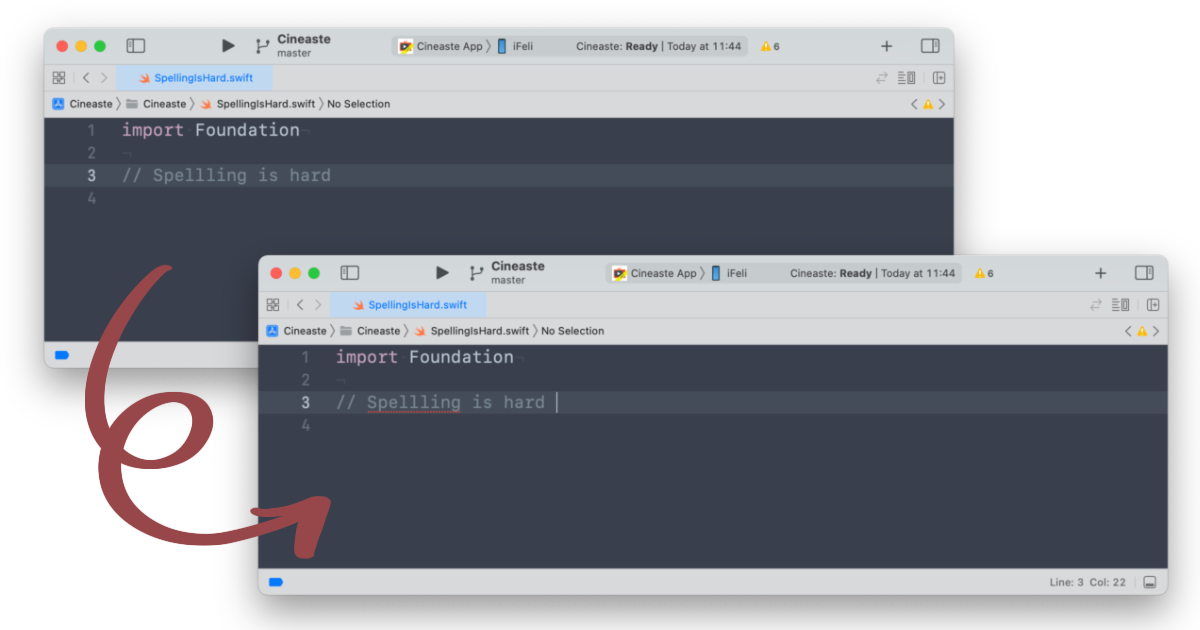 Cineaste
master
Cineaste App 〉 iFeli
Cineaste: Ready | Today at 11:44
6
SpellingIsHard.swift
Cineaste 〉 Cineaste 〉 SpellingIsHard.swift 〉 No Selection
1 import Foundation
2
3 // Spellling is hard
4
Cineaste
master
Cineaste App 〉 iFeli
Cineaste: Ready | Today at 11:44
6
SpellingIsHard.swift
Cineaste 〉 Cineaste 〉 SpellingIsHard.swift 〉 No Selection
1 import Foundation
2
3 // Spellling is hard
4
Line: 3 Col: 22